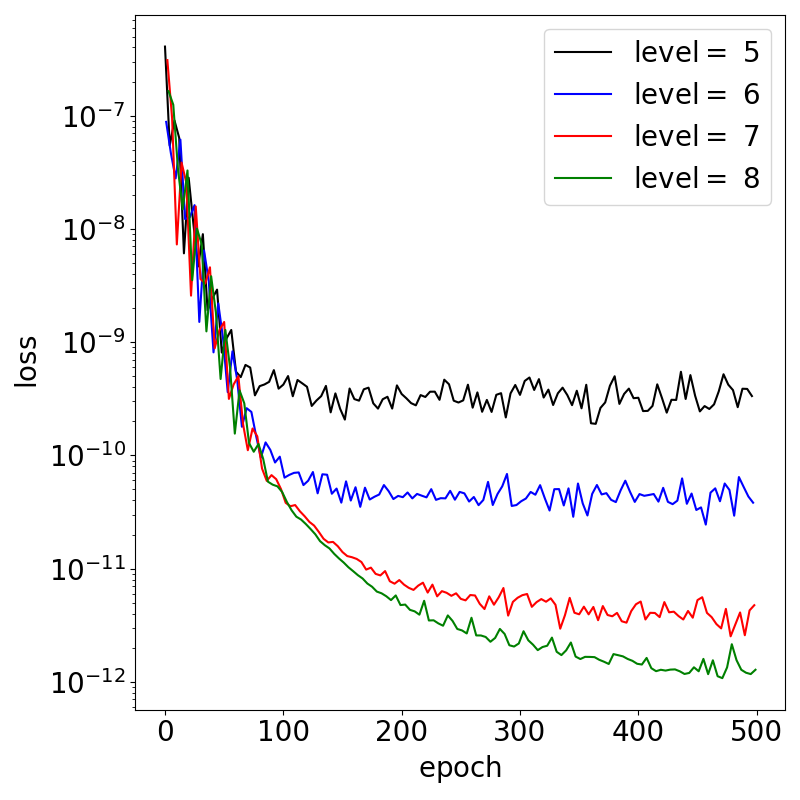 level = 5
level = 6
level = 7
level = 8
10⁻⁷
10⁻⁸
10⁻⁹
10⁻¹⁰
10⁻¹¹
10⁻¹²
loss
0 100 200 300 400 500
epoch